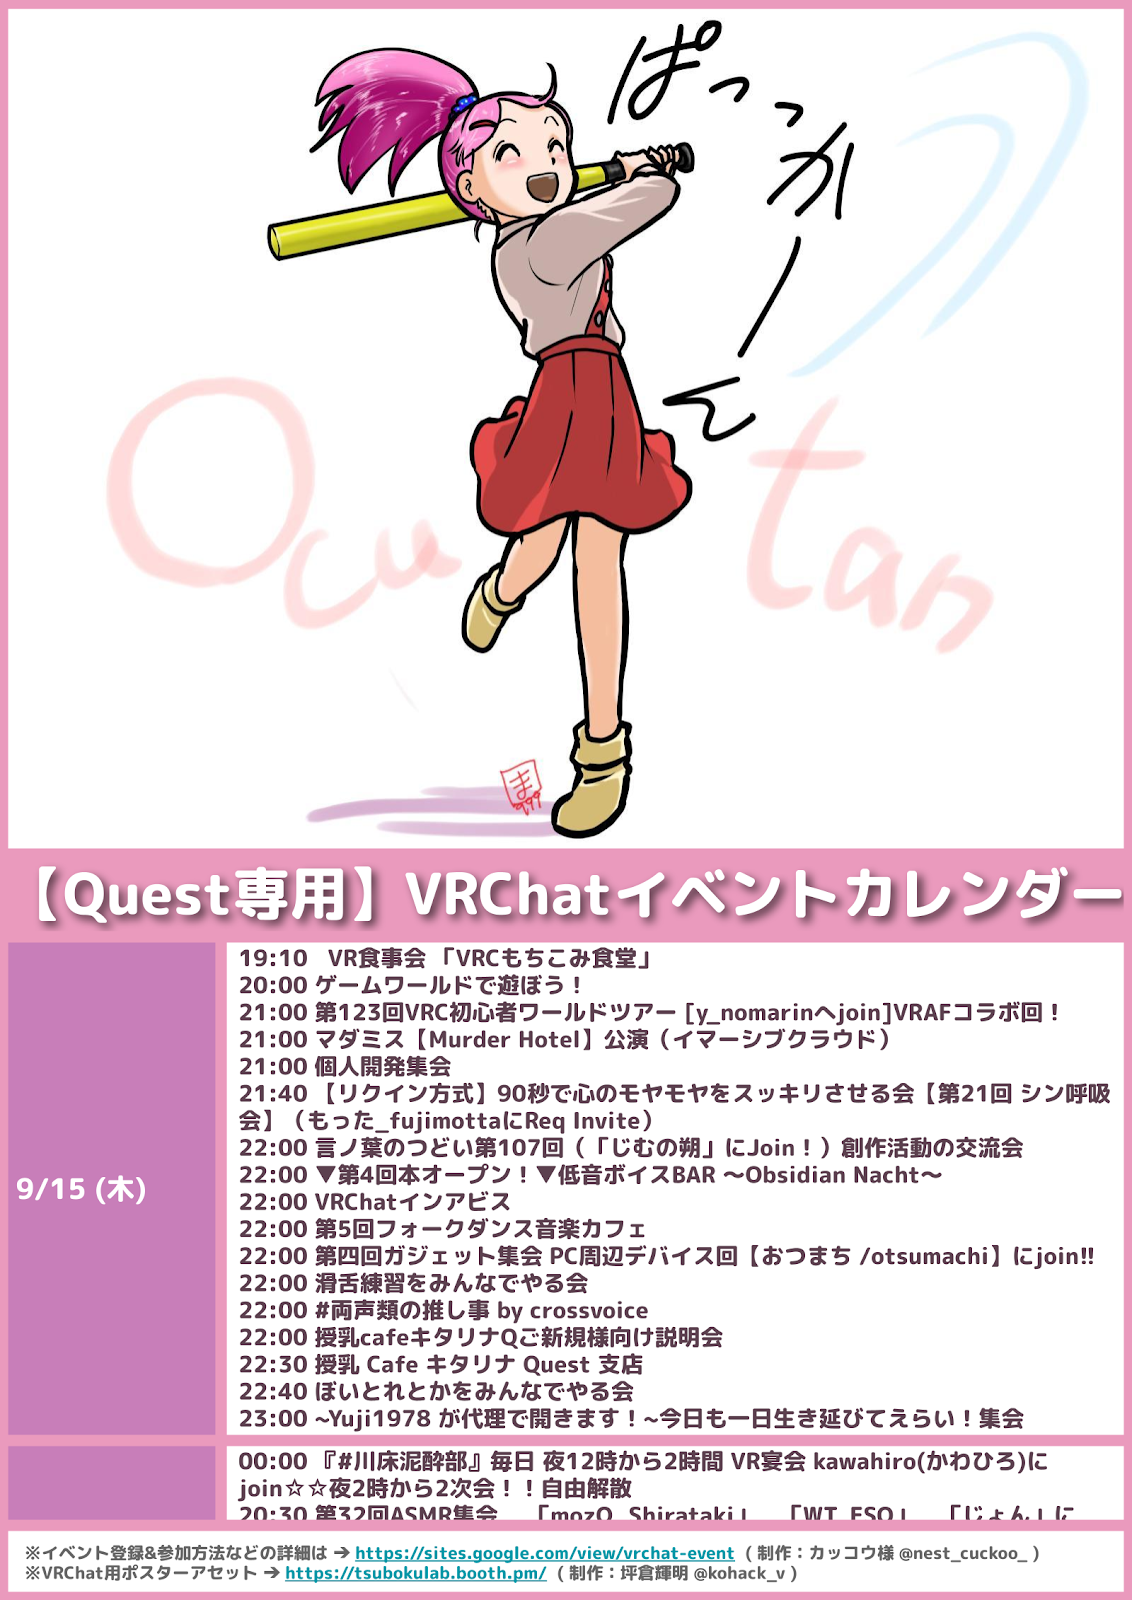 ぱっっかーん
Ocu tan
ま
999
【Quest専用】VRChatイベントカレンダー
9/15 (木)
19:10 VR食事会 「VRCもちこみ食堂」
20:00 ゲームワールドで遊ぼう！
21:00 第123回VRC初心者ワールドツアー [y_nomarinへjoin]VRAFコラボ回！
21:00 マダミス【Murder Hotel】公演（イマーシブクラウド）
21:00 個人開発集会
21:40 【リクイン方式】90秒で心のモヤモヤをスッキリさせる会【第21回 シン呼吸
会】（もった_fujimottaにReq Invite）
22:00 言ノ葉のつどい第107回（「じむの朔」にJoin！）創作活動の交流会
22:00 ▼第4回本オープン！▼低音ボイスBAR ～Obsidian Nacht～
22:00 VRChatインアビス
22:00 第5回フォークダンス音楽カフェ
22:00 第四回ガジェット集会 PC周辺デバイス回【おつまち /otsumachi】にjoin!!
22:00 滑舌練習をみんなでやる会
22:00 #両声類の推し事 by crossvoice
22:00 授乳cafeキタリナQご新規様向け説明会
22:30 授乳 Cafe キタリナ Quest 支店
22:40 ぼいとれとかをみんなでやる会
23:00 ~Yuji1978 が代理で開きます！~今日も一日生き延びてえらい！集会
00:00 『#川床泥酔部』毎日 夜12時から2時間 VR宴会 kawahiro(かわひろ)に
join☆☆夜2時から2次会！！自由解散
20:30 第32回ASMR集会 「mozO_Shirataki」 「WT_FSO」 「じょん」に
※イベント登録&参加方法などの詳細は ➔ https://sites.google.com/view/vrchat-event ( 制作：カッコウ様 @nest_cuckoo_ )
※VRChat用ポスターアセット ➔ https://tsubokulab.booth.pm/ ( 制作：坪倉輝明 @kohack_v )